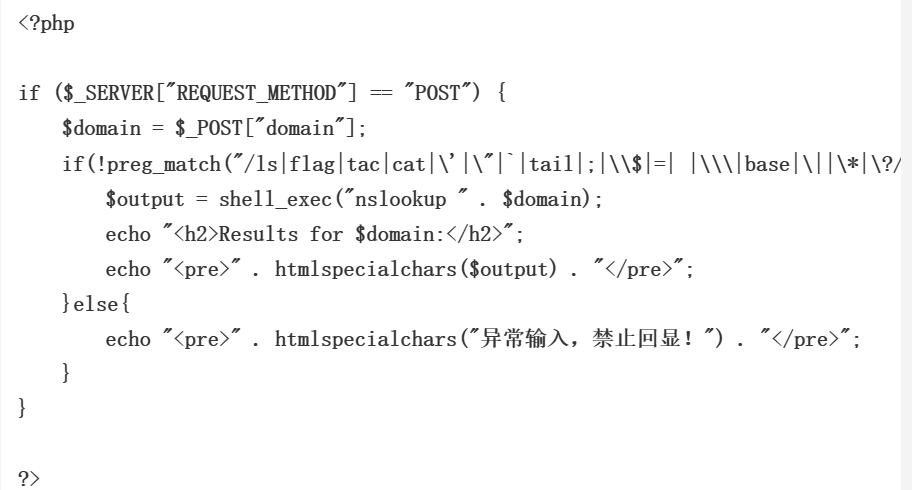 <?php
if ($_SERVER["REQUEST_METHOD"] == "POST") {
$domain = $_POST["domain"];
if(!preg_match("/ls|flag|tac|cat|\'|\"|`|tail|;|\\$|=| |\\\|base|\||\*|\?/
$output = shell_exec("nslookup " . $domain);
echo "<h2>Results for $domain:</h2>";
echo "<pre>" . htmlspecialchars($output) . "</pre>";
}else{
echo "<pre>" . htmlspecialchars("异常输入，禁止回显！") . "</pre>";
}
}
?>